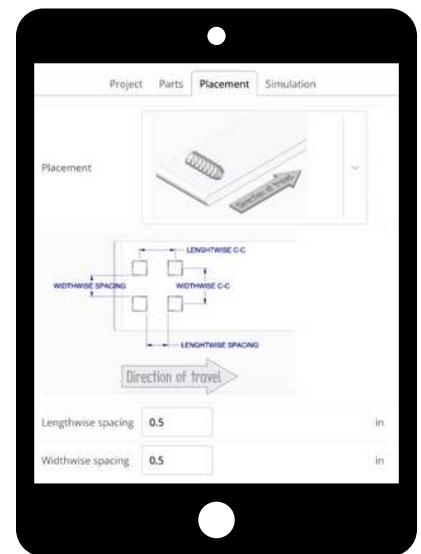 Project Parts Placement Simulation
Placement
Direction of travel
LENGHTWISE C-C
WIDTHWISE SPACING
WIDTHWISE C-C
LENGHTWISE SPACING
Direction of travel
Lengthwise spacing 0.5 in
Widthwise spacing 0.5 in